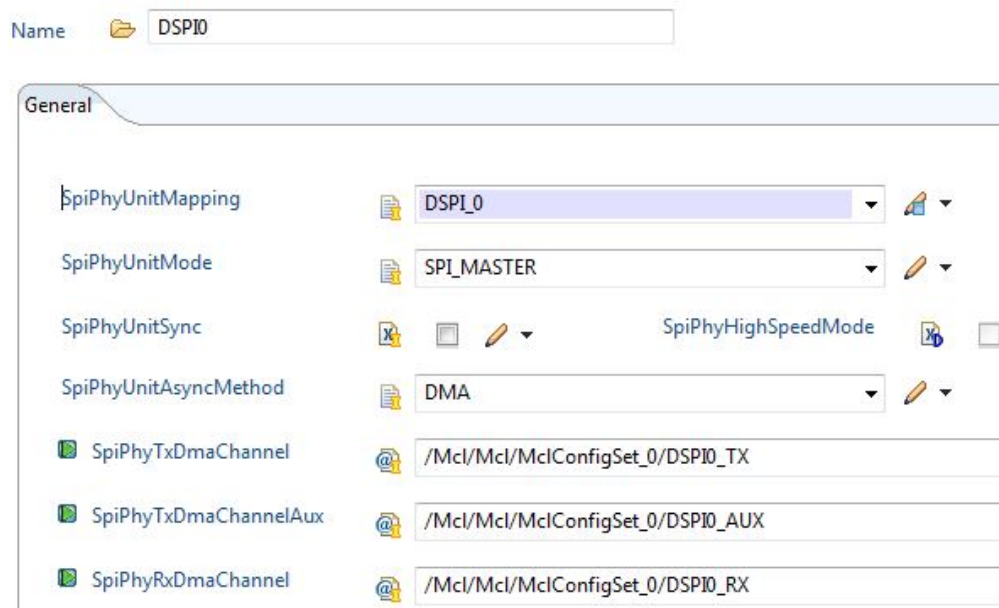 Name DSPI0
General
SpiPhyUnitMapping DSPI_0
SpiPhyUnitMode SPI_MASTER
SpiPhyUnitSync SpiPhyHighSpeedMode
SpiPhyUnitAsyncMethod DMA
SpiPhyTxDmaChannel /Mcl/Mcl/MclConfigSet_0/DSPI0_TX
SpiPhyTxDmaChannelAux /Mcl/Mcl/MclConfigSet_0/DSPI0_AUX
SpiPhyRxDmaChannel /Mcl/Mcl/MclConfigSet_0/DSPI0_RX